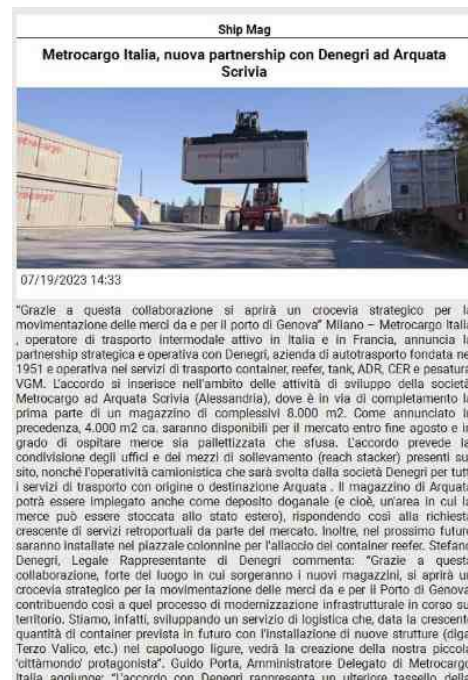 Ship Mag
Metrocargo Italia, nuova partnership con Denegri ad Arquata
Scrivia
metrocargo
07/19/2023 14:33
"Grazie a questa collaborazione si aprirà un crocevia strategico per la
movimentazione delle merci da e per il porto di Genova" Milano – Metrocargo Italia
, operatore di trasporto intermodale attivo in Italia e in Francia, annuncia la
partnership strategica e operativa con Denegri, azienda di autotrasporto fondata nel
1951 e operativa nei servizi di trasporto container, reefer, tank, ADR, CER e pesatura
VGM. L'accordo si inserisce nell'ambito delle attività di sviluppo della società
Metrocargo ad Arquata Scrivia (Alessandria), dove è in via di completamento la
prima parte di un magazzino di complessivi 8.000 m2. Come annunciato in
precedenza, 4.000 m2 ca. saranno disponibili per il mercato entro fine agosto e in
grado di ospitare merce sia pallettizzata che sfusa. L'accordo prevede la
condivisione degli uffici e dei mezzi di sollevamento (reach stacker) presenti sul
sito, nonché l'operatività camionistica che sarà svolta dalla società Denegri per tutti
i servizi di trasporto con origine o destinazione Arquata . Il magazzino di Arquata
potrà essere impiegato anche come deposito doganale (e cioè, un'area in cui la
merce può essere stoccata allo stato estero), rispondendo così alla richiesta
crescente di servizi retroportuali da parte del mercato. Inoltre, nel prossimo futuro
saranno installate nel piazzale colonnine per l'allaccio dei container reefer. Stefano
Denegri, Legale Rappresentante di Denegri commenta: "Grazie a questa
collaborazione, forte del luogo in cui sorgeranno i nuovi magazzini, si aprirà un
crocevia strategico per la movimentazione delle merci da e per il Porto di Genova
contribuendo così a quel processo di modernizzazione infrastrutturale in corso sul
territorio. Stiamo, infatti, sviluppando un servizio di logistica che, data la crescente
quantità di container prevista in futuro con l'installazione di nuove strutture (diga,
Terzo Valico, etc.) nel capoluogo ligure, vedrà la creazione della nostra piccola
'cittàmondo' protagonista". Guido Porta, Amministratore Delegato di Metrocargo
Italia aggiunge: "L'accordo con Denegri rappresenta un ulteriore tassello della